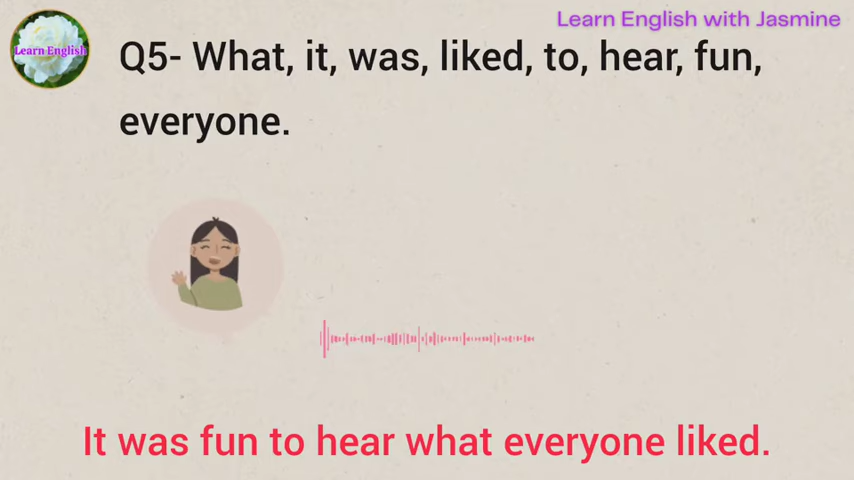 Learn English with Jasmine
Learn English
Q5- What, it, was, liked, to, hear, fun,
everyone.
It was fun to hear what everyone liked.